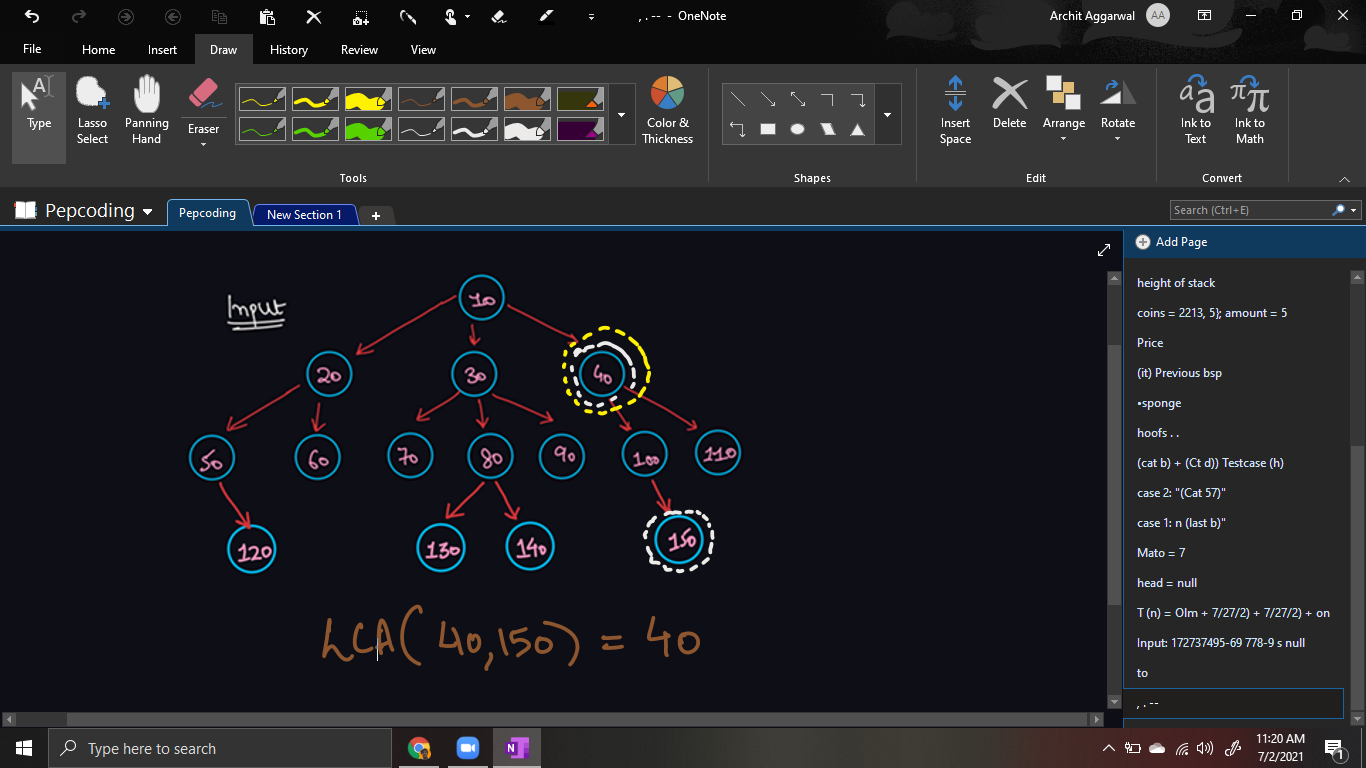 , . -- - OneNote
Archit Aggarwal AA
File Home Insert Draw History Review View
Type
Lasso Select
Panning Hand
Eraser
Color & Thickness
Insert Space
Delete
Arrange
Rotate
Ink to Text
Ink to Math
Tools Shapes Edit Convert
Pepcoding Pepcoding New Section 1 +
Search (Ctrl+E)
Add Page
height of stack
coins = 2213, 5}; amount = 5
Price
(it) Previous bsp
•sponge
hoofs . .
(cat b) + (Ct d)) Testcase (h)
case 2: "(Cat 57)"
case 1: n (last b)"
Mato = 7
head = null
T (n) = OIm + 7/27/2) + 7/27/2) + on
Input: 172737495-69 778-9 s null
to
, . --
Input
10
20 30 40
50 60 70 80 90 100 110
120 130 140 150
LCA(40,150) = 40
Type here to search
11:20 AM
7/2/2021
1